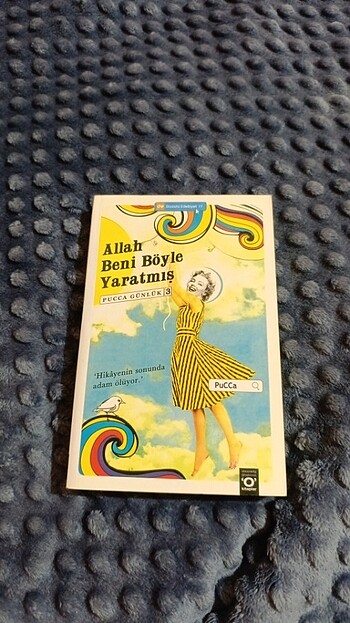 Allah
Beni Böyle
Yaratmış
PUCCA GÜNLÜK 3
'Hikâyenin sonunda
adam ölüyor.'
PuCCa